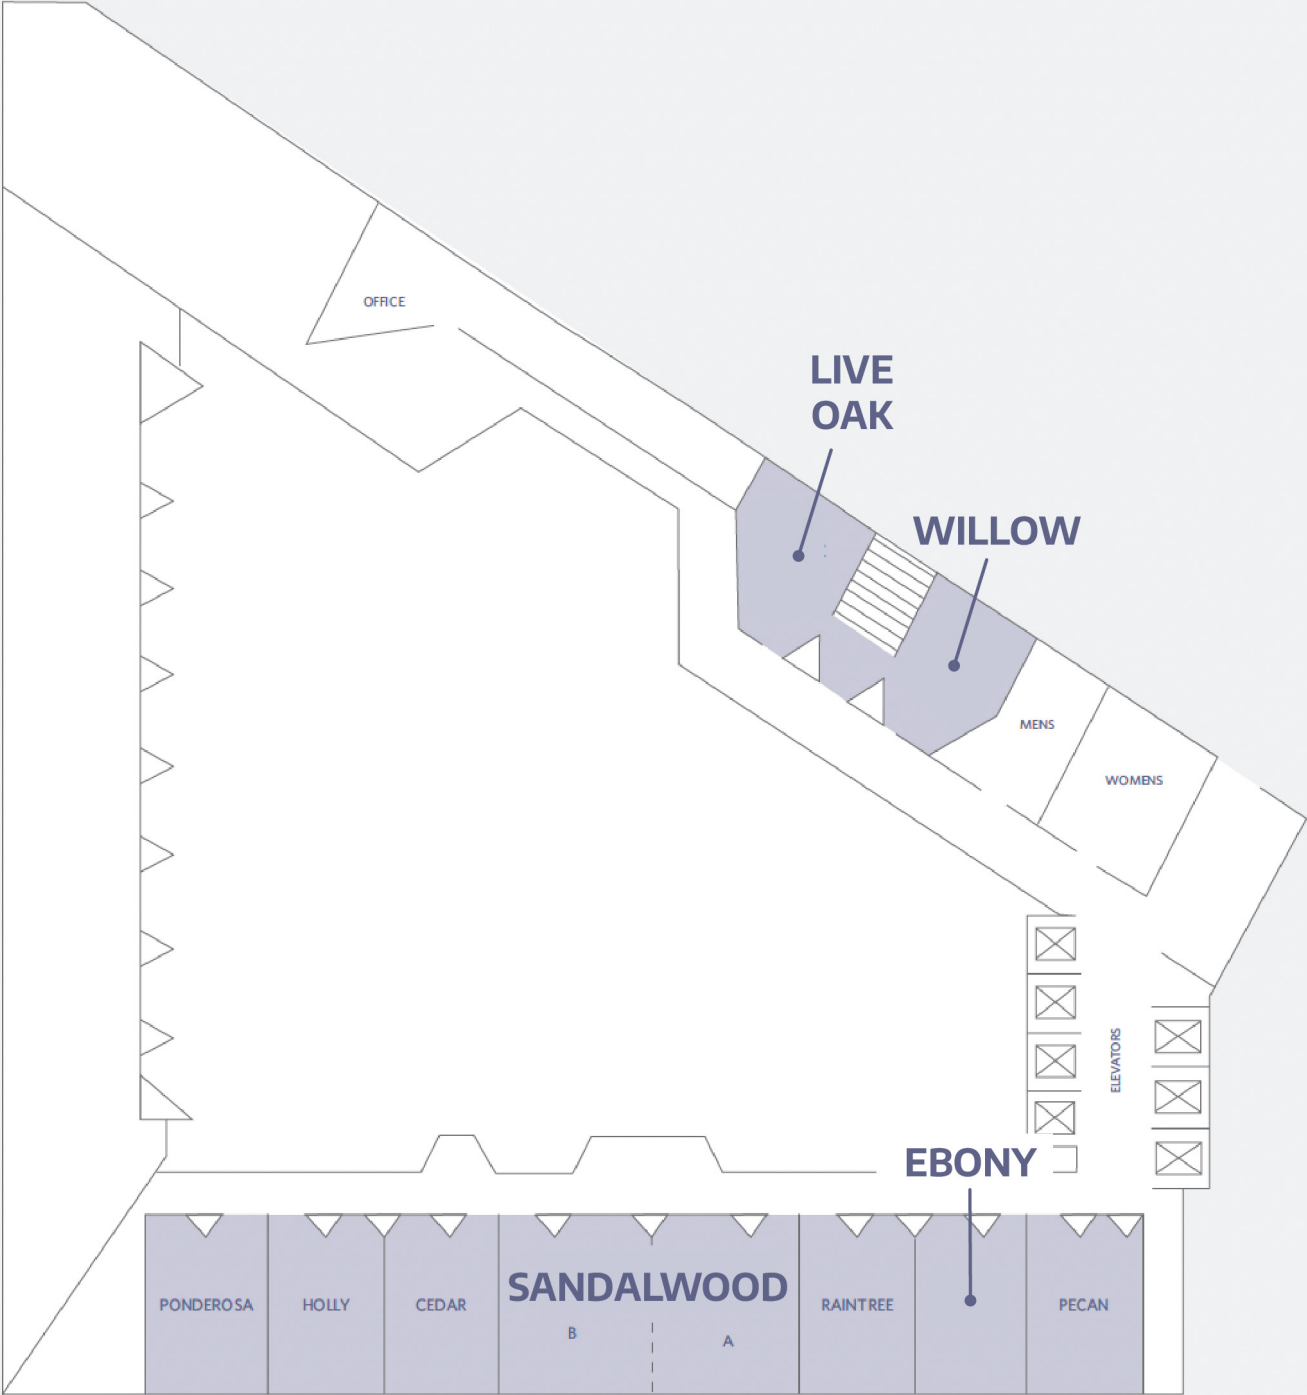 OFFICE
LIVE
OAK
WILLOW
MENS
WOMENS
ELEVATORS
EBONY
PONDEROSA
HOLLY
CEDAR
SANDALWOOD
B
A
RAINTREE
PECAN